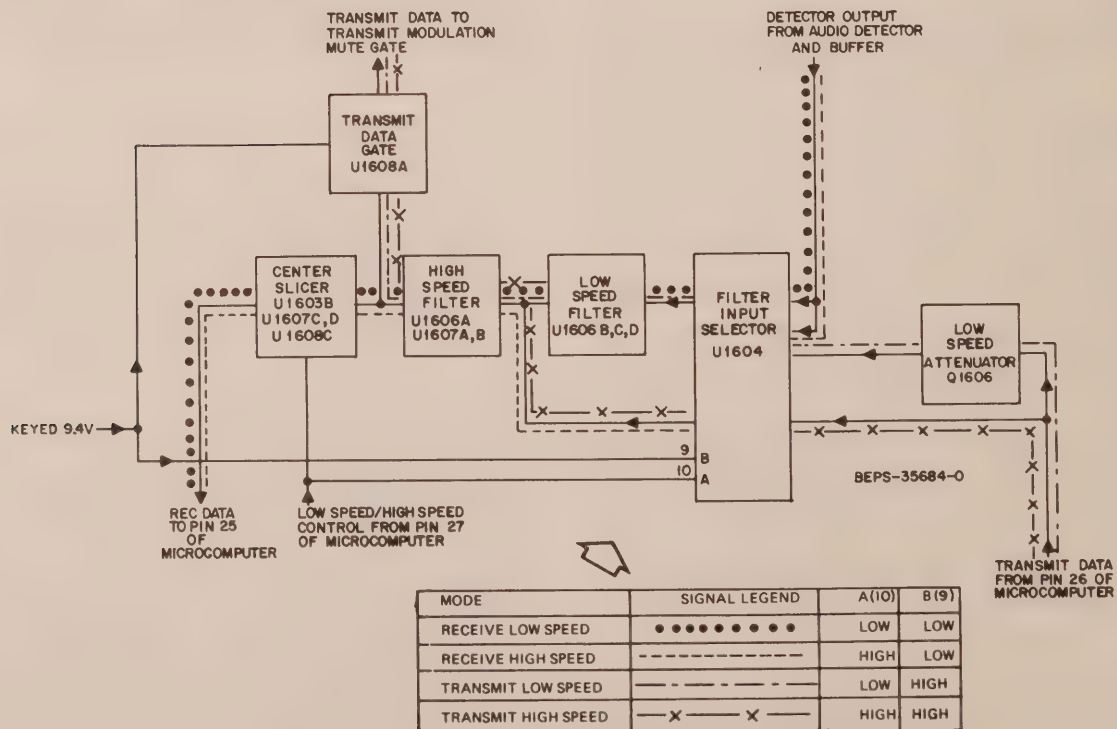 TRANSMIT DATA TO
TRANSMIT MODULATION
MUTE GATE
DETECTOR OUTPUT
FROM AUDIO DETECTOR
AND BUFFER
TRANSMIT
DATA
GATE
U1608A
CENTER
SLICER
U1603B
U1607C,D
U1608C
HIGH
SPEED
FILTER
U1606A
U1607A,B
LOW
SPEED
FILTER
U1606B,C,D
FILTER
INPUT
SELECTOR
U1604
LOW
SPEED
ATTENUATOR
Q1606
KEYED 9.4V
9 B
10 A
BEPS-35684-0
REC DATA
TO PIN 25
OF
MICROCOMPUTER
LOW SPEED/HIGH SPEED
CONTROL FROM PIN 27
OF MICROCOMPUTER
TRANSMIT DATA
FROM PIN 26 OF
MICROCOMPUTER
MODE SIGNAL LEGEND A(10) B(9)
RECEIVE LOW SPEED LOW LOW
RECEIVE HIGH SPEED HIGH LOW
TRANSMIT LOW SPEED LOW HIGH
TRANSMIT HIGH SPEED HIGH HIGH